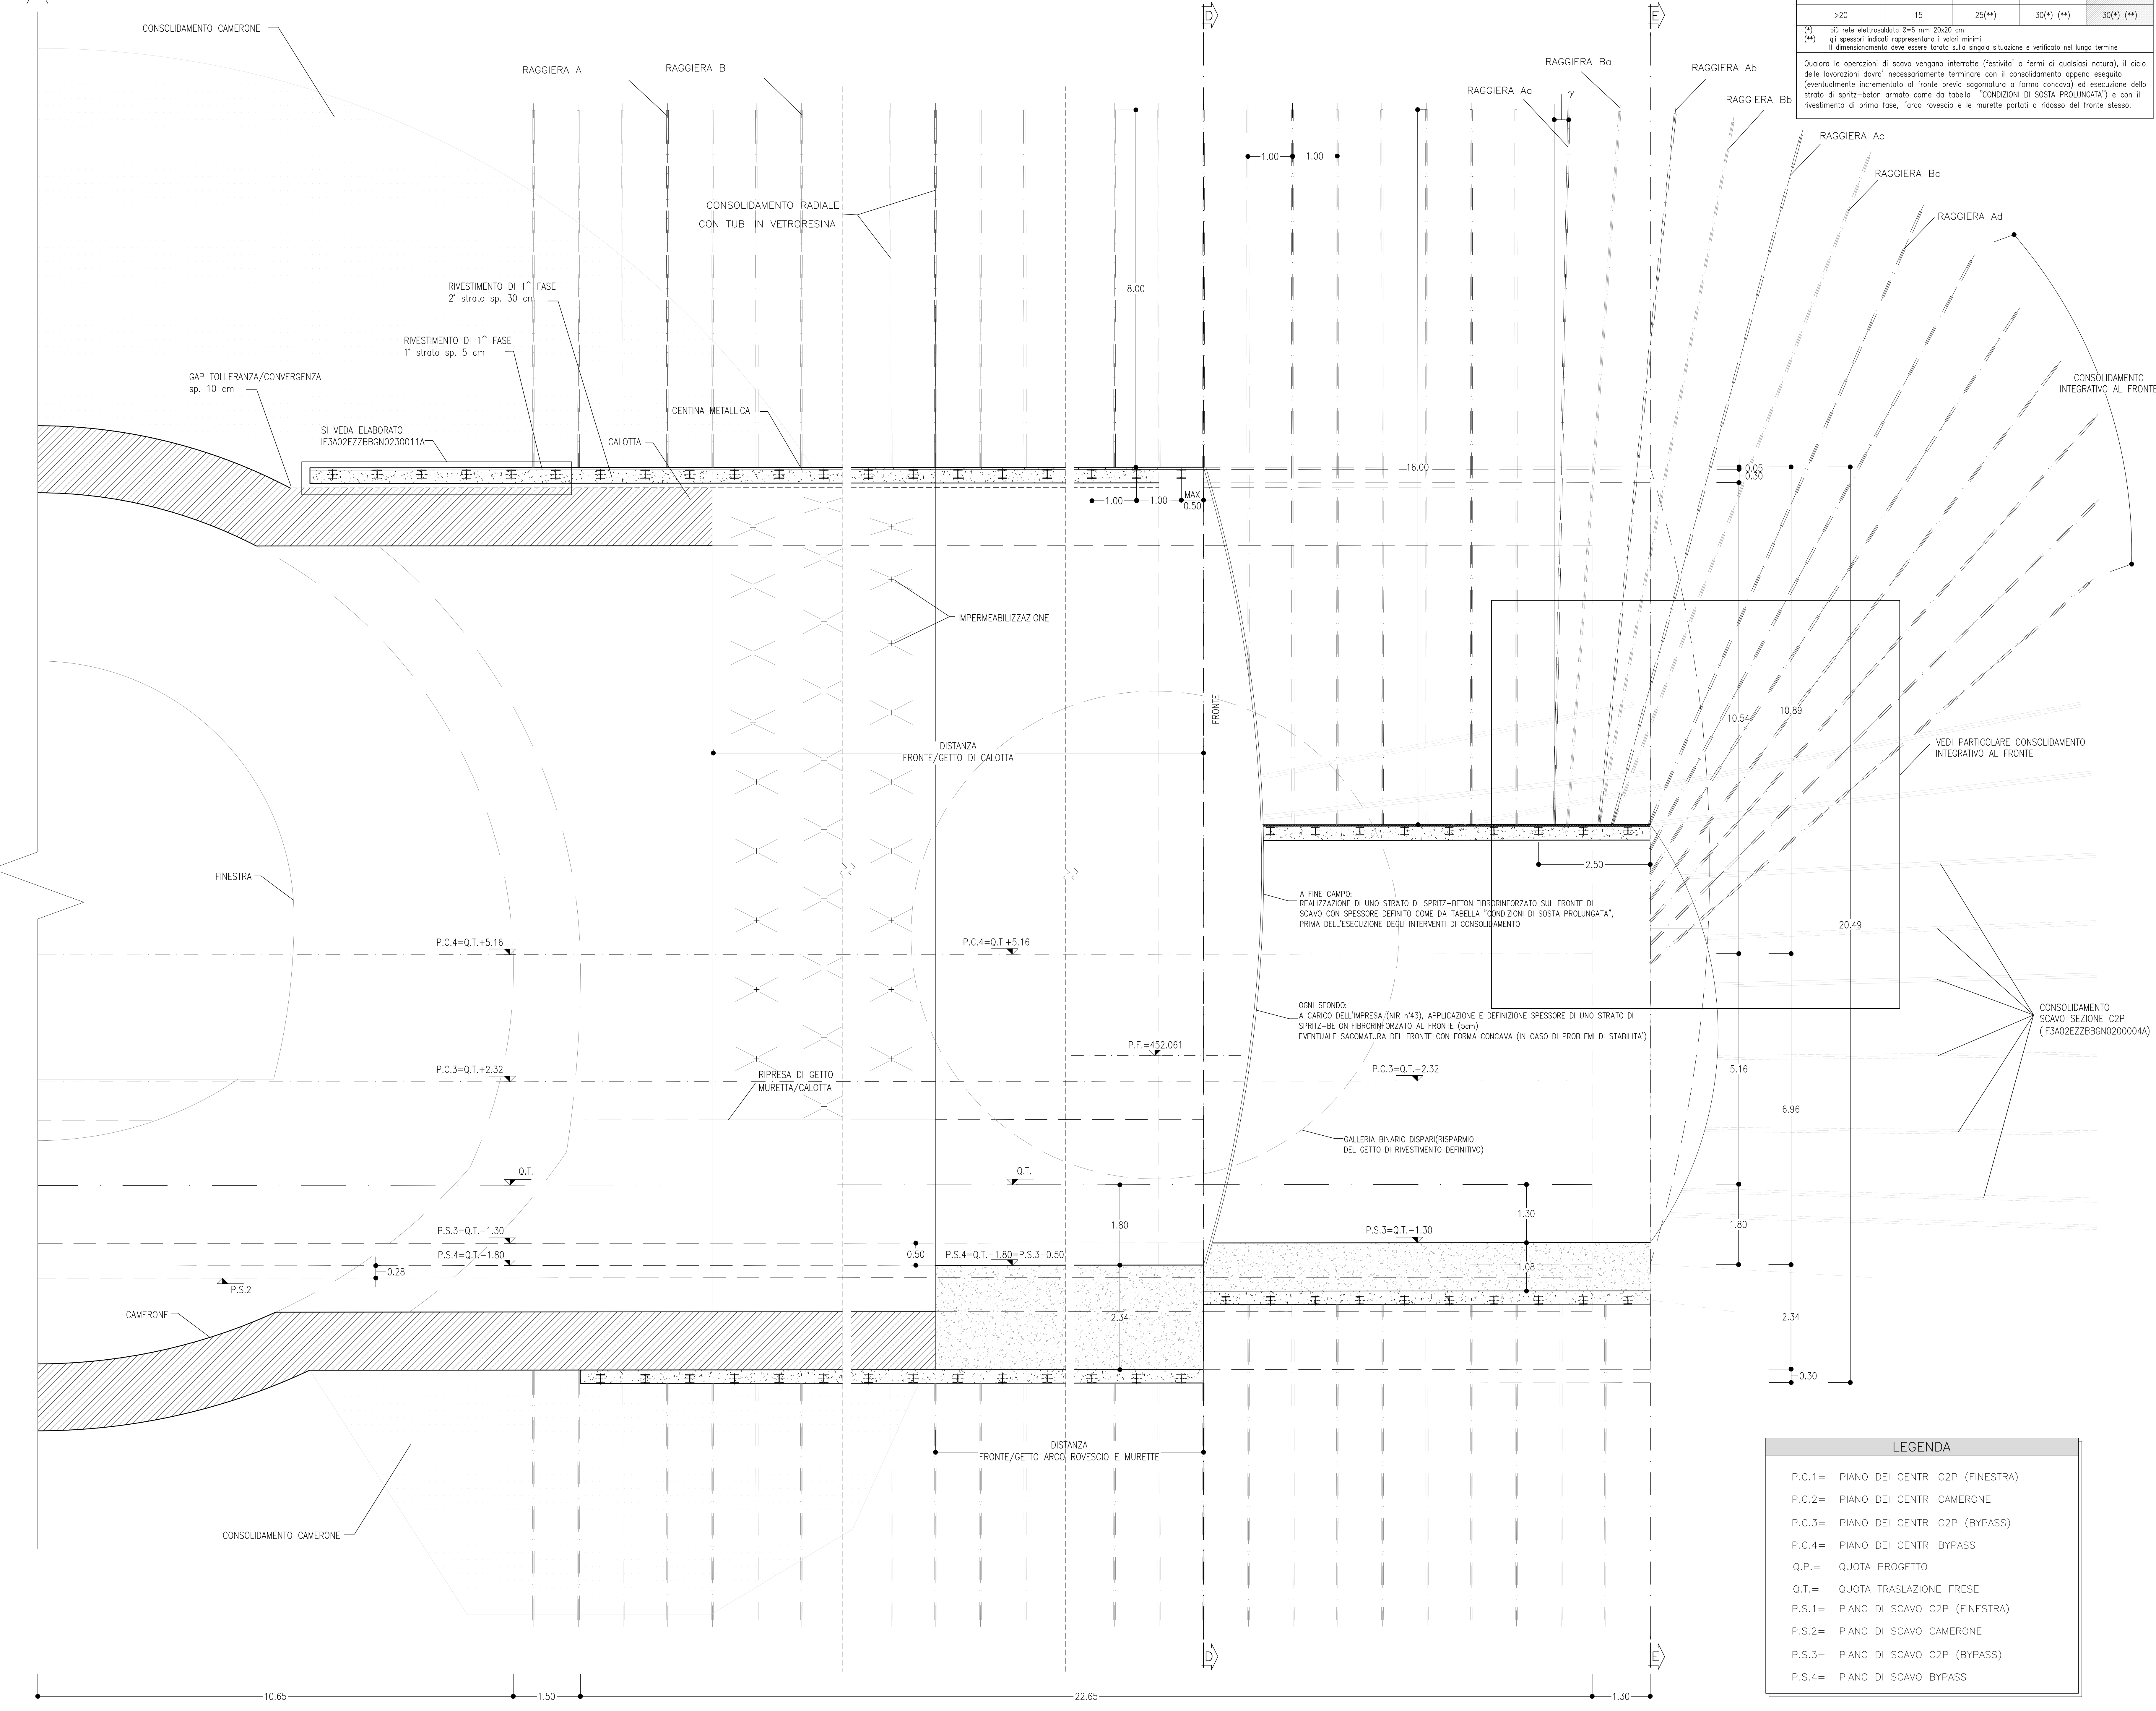 D
E
>20 15 25(**) 30(*) (**) 30(*) (**)
(*) più rete elettrosaldata Ø=6 mm 20x20 cm
(**) gli spessori indicati rappresentano i valori minimi
il dimensionamento deve essere tarato sulla singola situazione e verificato nel lungo termine
Qualora le operazioni di scavo vengano interrotte (festivita' o fermi di qualsiasi natura), il ciclo
delle lavorazioni dovra' necessariamente terminare con il consolidamento appena eseguito
(eventualmente incrementato al fronte previa sagomatura a forma concava) ed esecuzione dello
strato di spritz-beton armato come da tabella "CONDIZIONI DI SOSTA PROLUNGATA") e con il
rivestimento di prima fase, l'arco rovescio e le murette portati a ridosso del fronte stesso.
CONSOLIDAMENTO CAMERONE
RAGGIERA A
RAGGIERA B
RAGGIERA Ba
RAGGIERA Ab
RAGGIERA Aa
γ
RAGGIERA Bb
RAGGIERA Ac
RAGGIERA Bc
RAGGIERA Ad
1.00
1.00
CONSOLIDAMENTO RADIALE
CON TUBI IN VETRORESINA
8.00
RIVESTIMENTO DI 1^ FASE
2° strato sp. 30 cm
RIVESTIMENTO DI 1^ FASE
1° strato sp. 5 cm
GAP TOLLERANZA/CONVERGENZA
sp. 10 cm
CONSOLIDAMENTO
INTEGRATIVO AL FRONTE
CENTINA METALLICA
SI VEDA ELABORATO
IF3A02EZZBBGN0230011A
CALOTTA
16.00
0.05
0.30
1.00
1.00
MAX
0.50
IMPERMEABILIZZAZIONE
FRONTE
10.54
10.89
DISTANZA
FRONTE/GETTO DI CALOTTA
VEDI PARTICOLARE CONSOLIDAMENTO
INTEGRATIVO AL FRONTE
2.50
FINESTRA
A FINE CAMPO:
REALIZZAZIONE DI UNO STRATO DI SPRITZ-BETON FIBRORINFORZATO SUL FRONTE DI
SCAVO CON SPESSORE DEFINITO COME DA TABELLA "CONDIZIONI DI SOSTA PROLUNGATA",
PRIMA DELL'ESECUZIONE DEGLI INTERVENTI DI CONSOLIDAMENTO
20.49
P.C.4=Q.T.+5.16
P.C.4=Q.T.+5.16
OGNI SFONDO:
A CARICO DELL'IMPRESA (NIR n°43), APPLICAZIONE E DEFINIZIONE SPESSORE DI UNO STRATO DI
SPRITZ-BETON FIBRORINFORZATO AL FRONTE (5cm)
EVENTUALE SAGOMATURA DEL FRONTE CON FORMA CONCAVA (IN CASO DI PROBLEMI DI STABILITA')
CONSOLIDAMENTO
SCAVO SEZIONE C2P
(IF3A02EZZBBGN0200004A)
P.F.=452.061
P.C.3=Q.T.+2.32
RIPRESA DI GETTO
MURETTA/CALOTTA
P.C.3=Q.T.+2.32
5.16
6.96
GALLERIA BINARIO DISPARI(RISPARMIO
DEL GETTO DI RIVESTIMENTO DEFINITIVO)
Q.T.
Q.T.
1.80
1.30
1.80
P.S.3=Q.T.-1.30
P.S.3=Q.T.-1.30
P.S.4=Q.T.-1.80
0.50
P.S.4=Q.T.-1.80=P.S.3-0.50
0.28
1.08
P.S.2
CAMERONE
2.34
2.34
0.30
DISTANZA
FRONTE/GETTO ARCO ROVESCIO E MURETTE
CONSOLIDAMENTO CAMERONE
LEGENDA
P.C.1= PIANO DEI CENTRI C2P (FINESTRA)
P.C.2= PIANO DEI CENTRI CAMERONE
P.C.3= PIANO DEI CENTRI C2P (BYPASS)
P.C.4= PIANO DEI CENTRI BYPASS
Q.P.= QUOTA PROGETTO
Q.T.= QUOTA TRASLAZIONE FRESE
P.S.1= PIANO DI SCAVO C2P (FINESTRA)
P.S.2= PIANO DI SCAVO CAMERONE
P.S.3= PIANO DI SCAVO C2P (BYPASS)
P.S.4= PIANO DI SCAVO BYPASS
D
E
10.65
1.50
22.65
1.30